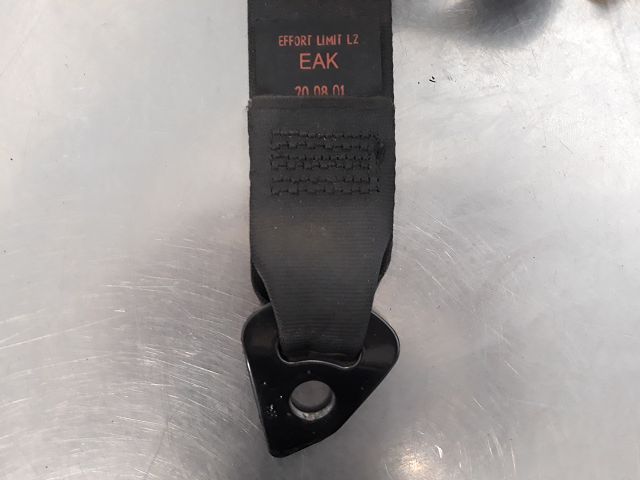 EFFORT LIMIT L2
EAK
20.08.01